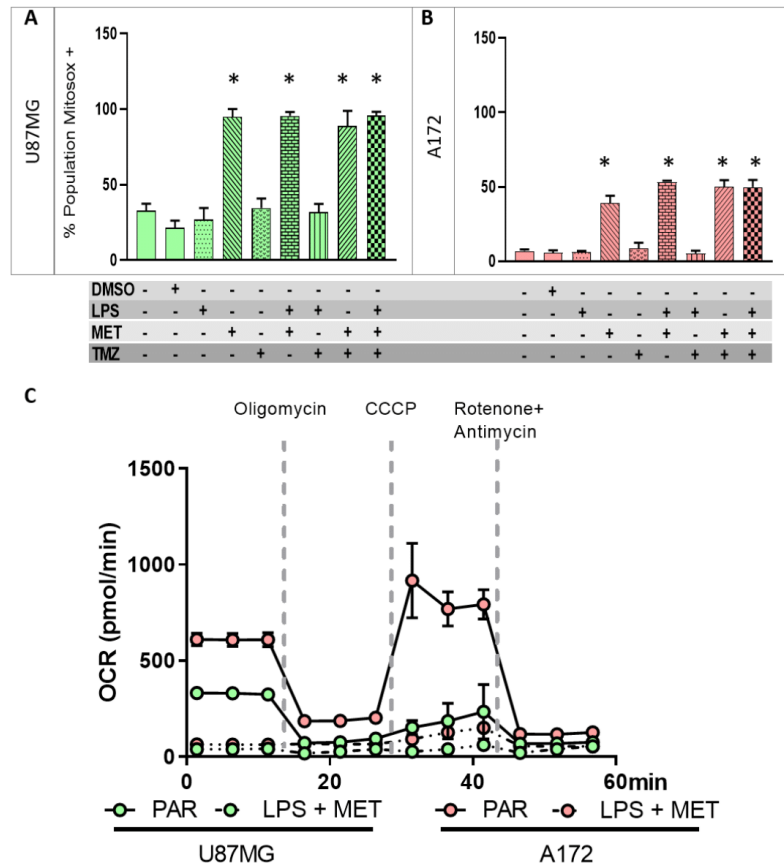 A
B
U87MG
% Population Mitosox +
150
100
50
0
* * * *
A172
150
100
50
0
* * * *
DMSO - + - - - - - - - - + - - - - - - -
LPS - - + - - + + - + - - + - - + + - +
MET - - - + - + - + + - - - + - + - + +
TMZ - - - - + - + + + - - - - + - + + +
C
Oligomycin CCCP Rotenone+
Antimycin
OCR (pmol/min)
1500
1000
500
0
0 20 40 60min
PAR LPS + MET PAR LPS + MET
U87MG A172